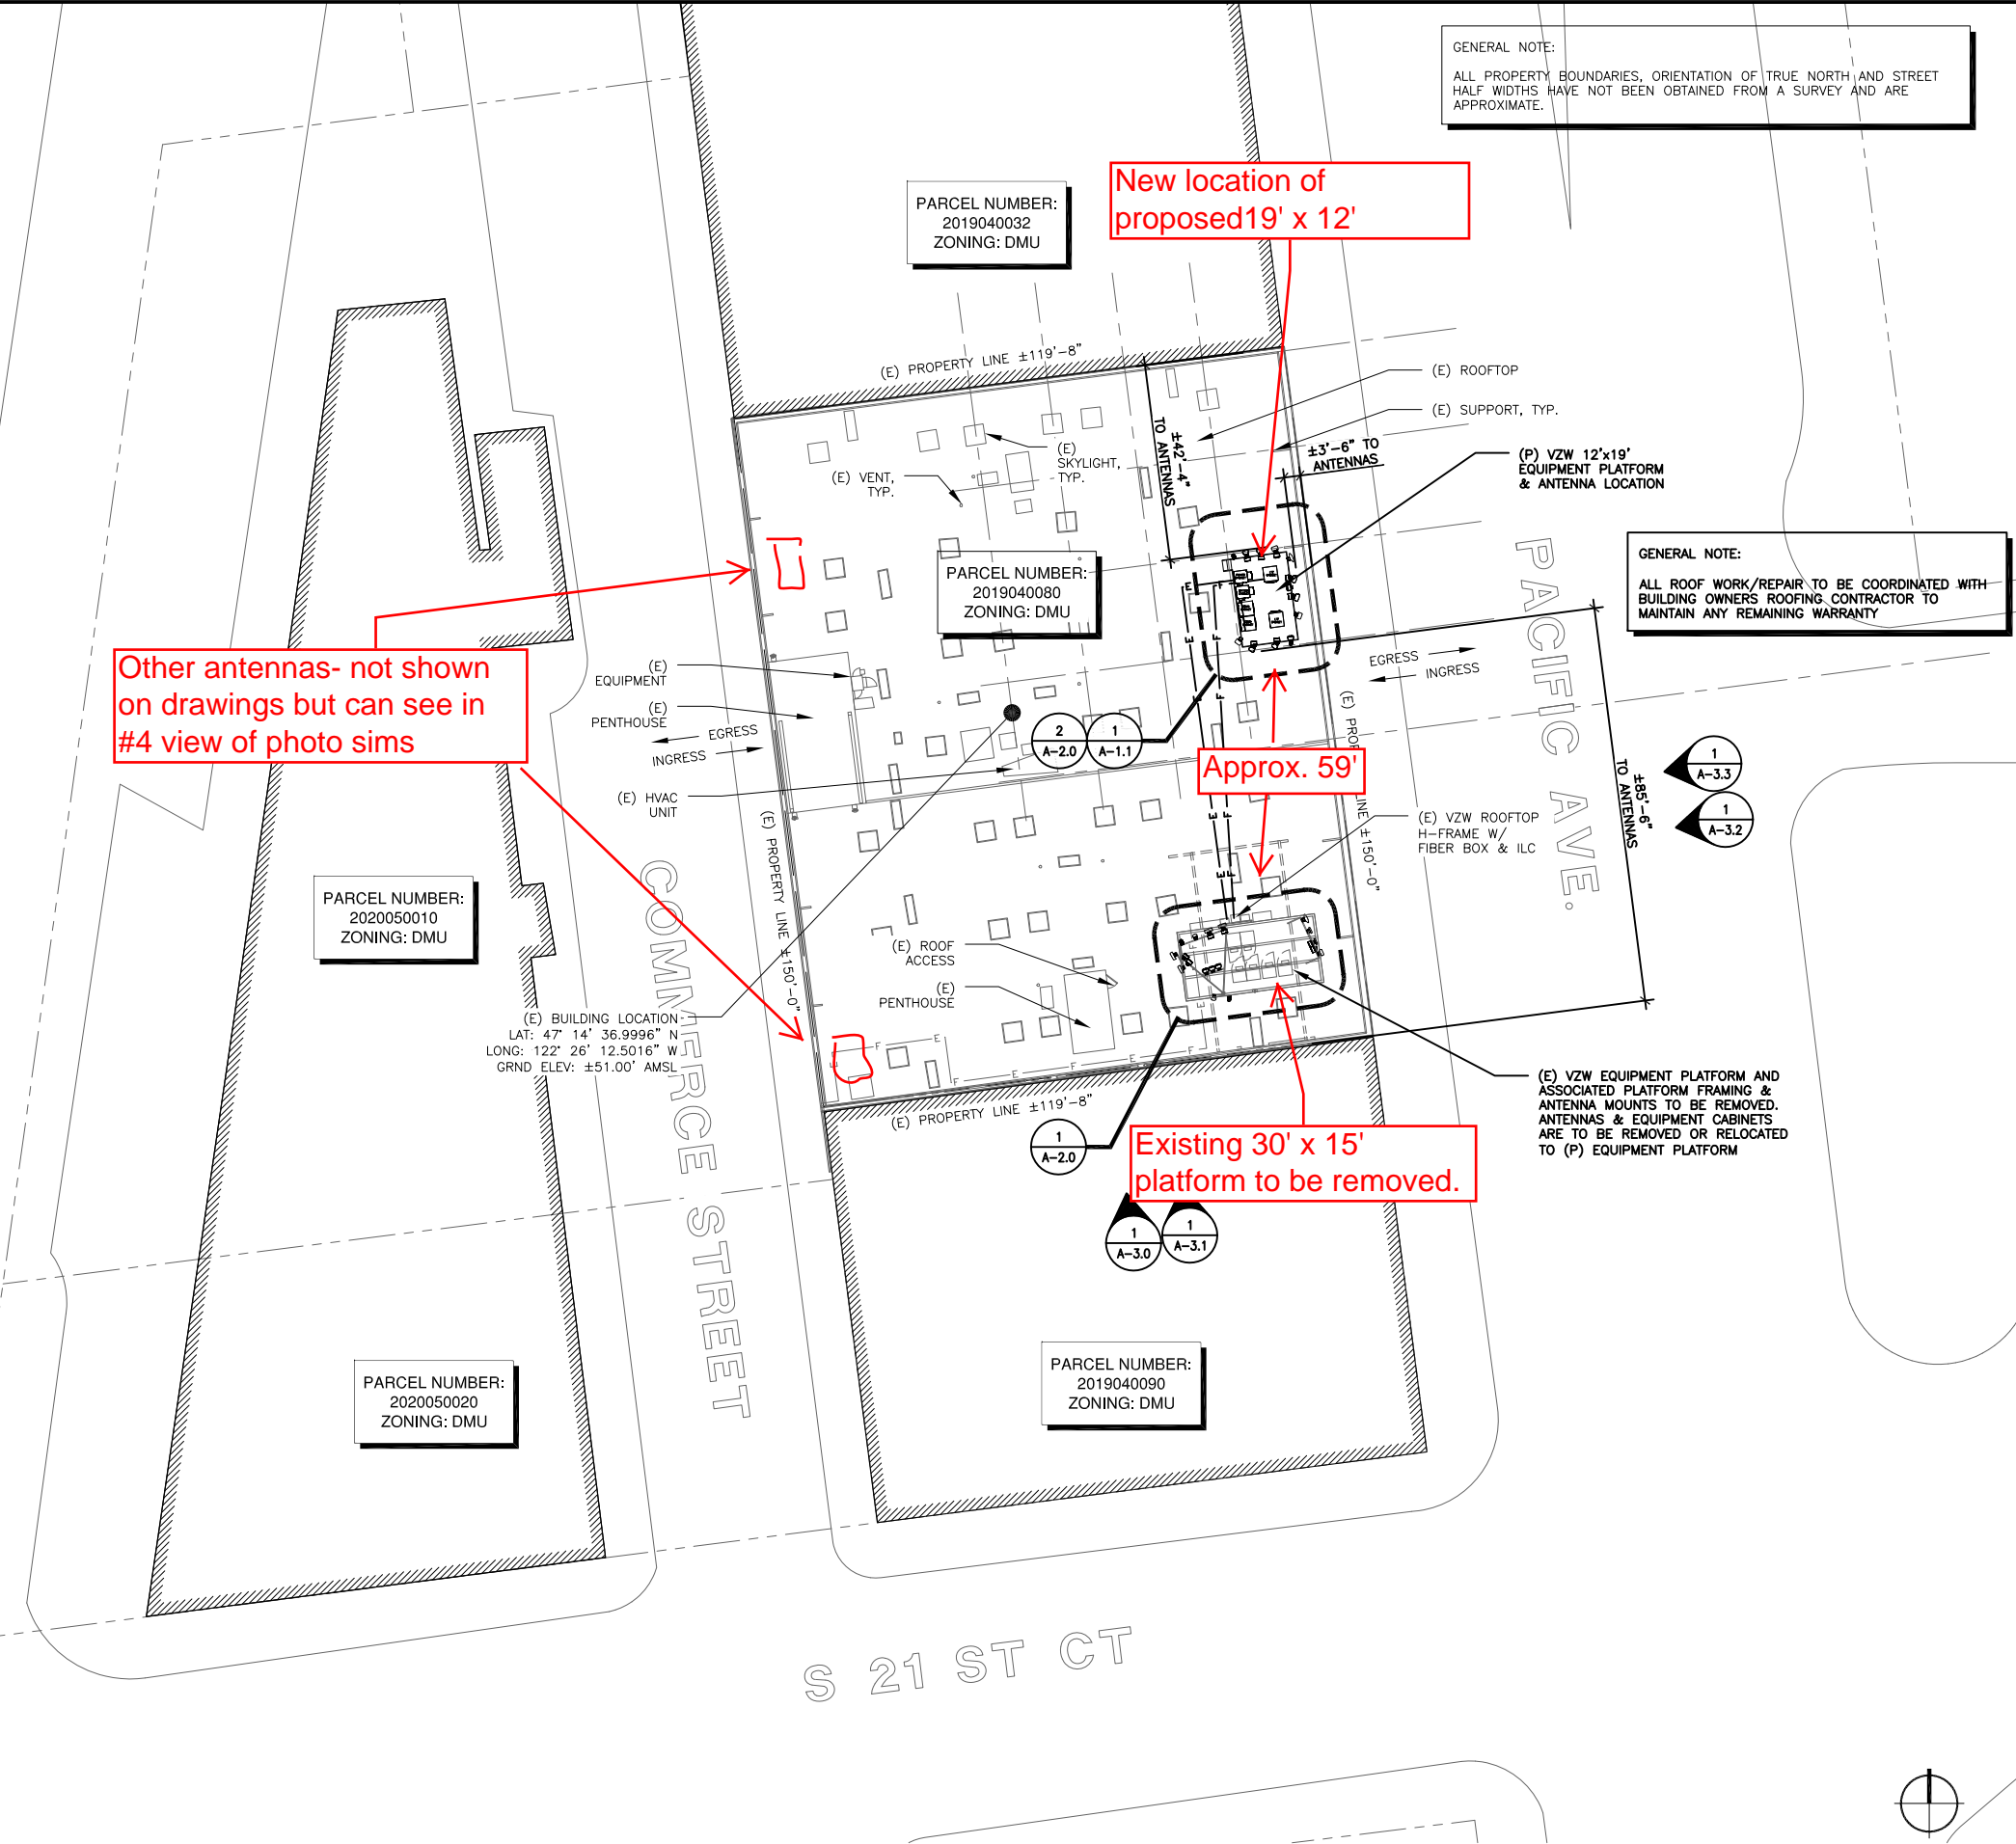 GENERAL NOTE:
ALL PROPERTY BOUNDARIES, ORIENTATION OF TRUE NORTH AND STREET
HALF WIDTHS HAVE NOT BEEN OBTAINED FROM A SURVEY AND ARE
APPROXIMATE.
New location of
proposed19' x 12'
PARCEL NUMBER:
2019040032
ZONING: DMU
(E) PROPERTY LINE ±119'-8"
(E) ROOFTOP
(E) SUPPORT, TYP.
±42'-4"
TO ANTENNAS
±3'-6" TO
ANTENNAS
(E)
SKYLIGHT,
TYP.
(E) VENT,
TYP.
(P) VZW 12'x19'
EQUIPMENT PLATFORM
& ANTENNA LOCATION
GENERAL NOTE:
ALL ROOF WORK/REPAIR TO BE COORDINATED WITH
BUILDING OWNERS ROOFING CONTRACTOR TO
MAINTAIN ANY REMAINING WARRANTY
PARCEL NUMBER:
2019040080
ZONING: DMU
PACIFIC AVE.
Other antennas- not shown
on drawings but can see in
#4 view of photo sims
(E)
EQUIPMENT
(E)
PENTHOUSE
EGRESS
INGRESS
EGRESS
INGRESS
2
A-2.0
1
A-1.1
Approx. 59'
(E) HVAC
UNIT
(E) PROPERTY LINE ±150'-0"
(E) PROP
LINE ±150'-0"
(E) VZW ROOFTOP
H-FRAME W/
FIBER BOX & ILC
±85'-6"
TO ANTENNAS
1
A-3.3
1
A-3.2
PARCEL NUMBER:
2020050010
ZONING: DMU
COMMERCE STREET
(E) ROOF
ACCESS
(E)
PENTHOUSE
(E) BUILDING LOCATION
LAT: 47° 14' 36.9996" N
LONG: 122° 26' 12.5016" W
GRND ELEV: ±51.00' AMSL
(E) PROPERTY LINE ±119'-8"
(E) VZW EQUIPMENT PLATFORM AND
ASSOCIATED PLATFORM FRAMING &
ANTENNA MOUNTS TO BE REMOVED.
ANTENNAS & EQUIPMENT CABINETS
ARE TO BE REMOVED OR RELOCATED
TO (P) EQUIPMENT PLATFORM
1
A-2.0
Existing 30' x 15'
platform to be removed.
1
A-3.0
1
A-3.1
PARCEL NUMBER:
2020050020
ZONING: DMU
PARCEL NUMBER:
2019040090
ZONING: DMU
S 21 ST CT